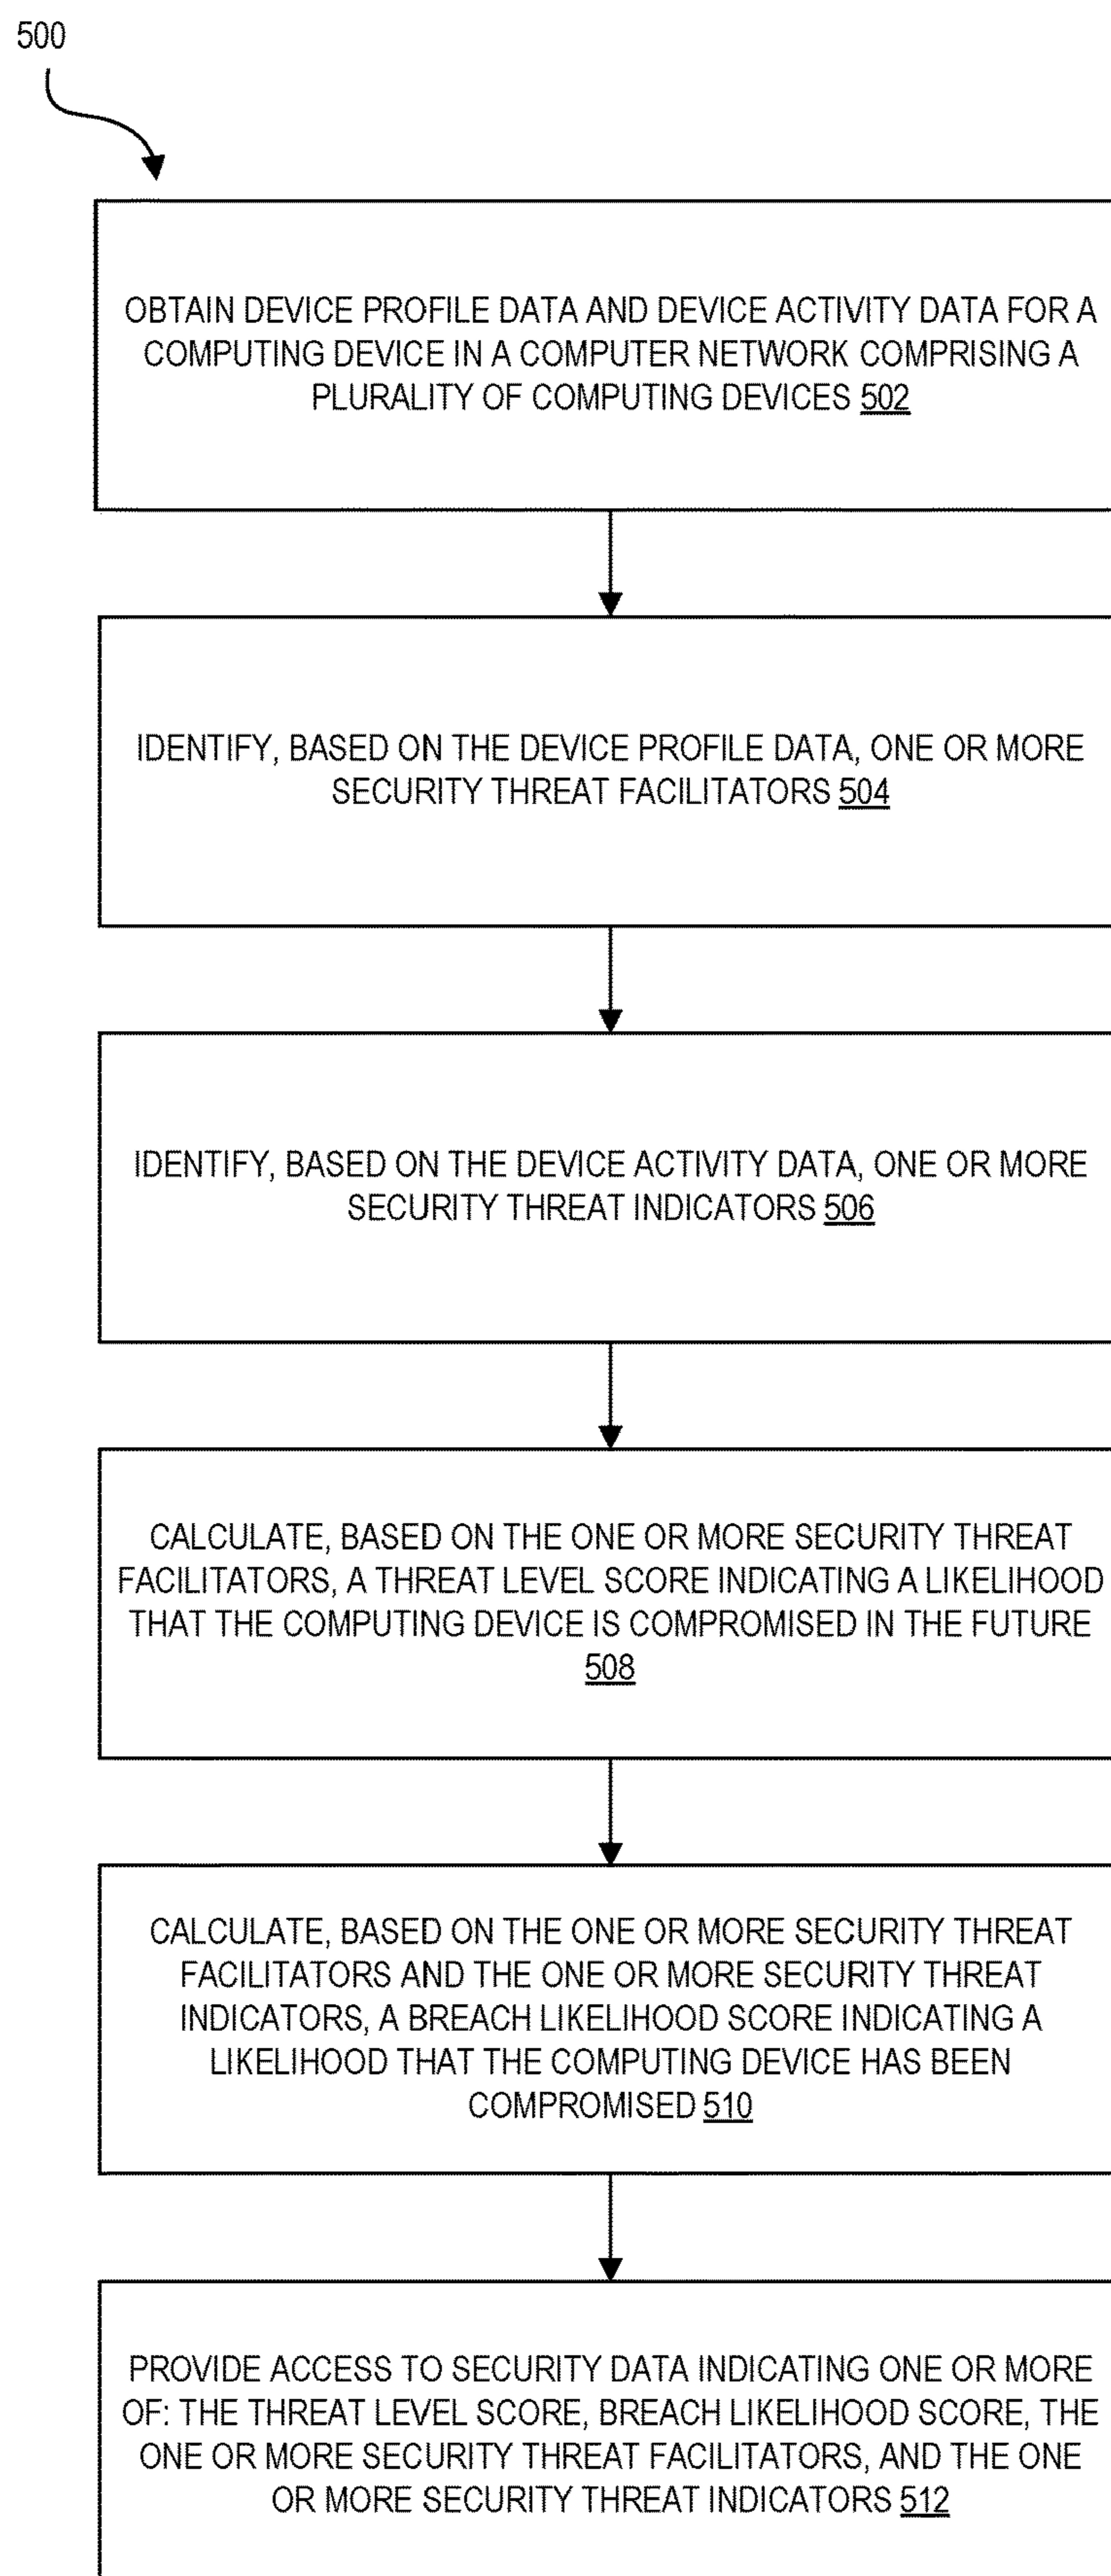 500
OBTAIN DEVICE PROFILE DATA AND DEVICE ACTIVITY DATA FOR A
COMPUTING DEVICE IN A COMPUTER NETWORK COMPRISING A
PLURALITY OF COMPUTING DEVICES 502
IDENTIFY, BASED ON THE DEVICE PROFILE DATA, ONE OR MORE
SECURITY THREAT FACILITATORS 504
IDENTIFY, BASED ON THE DEVICE ACTIVITY DATA, ONE OR MORE
SECURITY THREAT INDICATORS 506
CALCULATE, BASED ON THE ONE OR MORE SECURITY THREAT
FACILITATORS, A THREAT LEVEL SCORE INDICATING A LIKELIHOOD
THAT THE COMPUTING DEVICE IS COMPROMISED IN THE FUTURE
508
CALCULATE, BASED ON THE ONE OR MORE SECURITY THREAT
FACILITATORS AND THE ONE OR MORE SECURITY THREAT
INDICATORS, A BREACH LIKELIHOOD SCORE INDICATING A
LIKELIHOOD THAT THE COMPUTING DEVICE HAS BEEN
COMPROMISED 510
PROVIDE ACCESS TO SECURITY DATA INDICATING ONE OR MORE
OF: THE THREAT LEVEL SCORE, BREACH LIKELIHOOD SCORE, THE
ONE OR MORE SECURITY THREAT FACILITATORS, AND THE ONE
OR MORE SECURITY THREAT INDICATORS 512